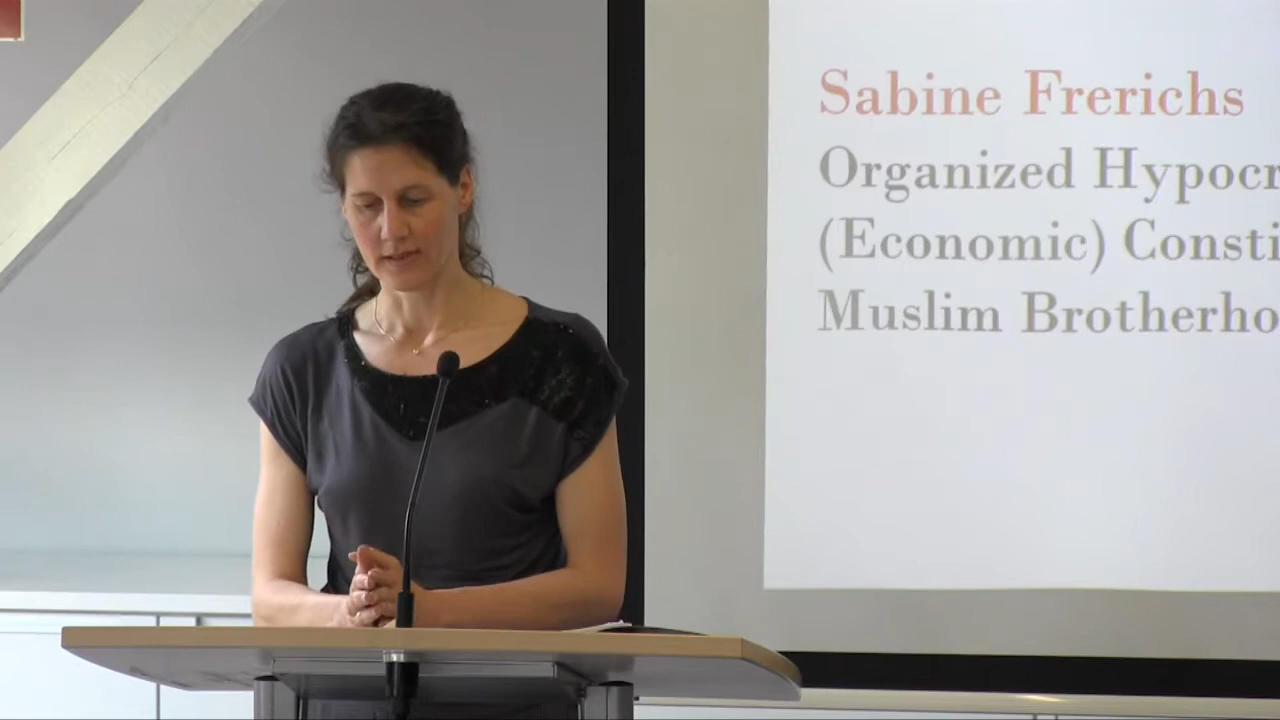 Sabine Frerichs
Organized Hypocr
(Economic) Consti
Muslim Brotherho